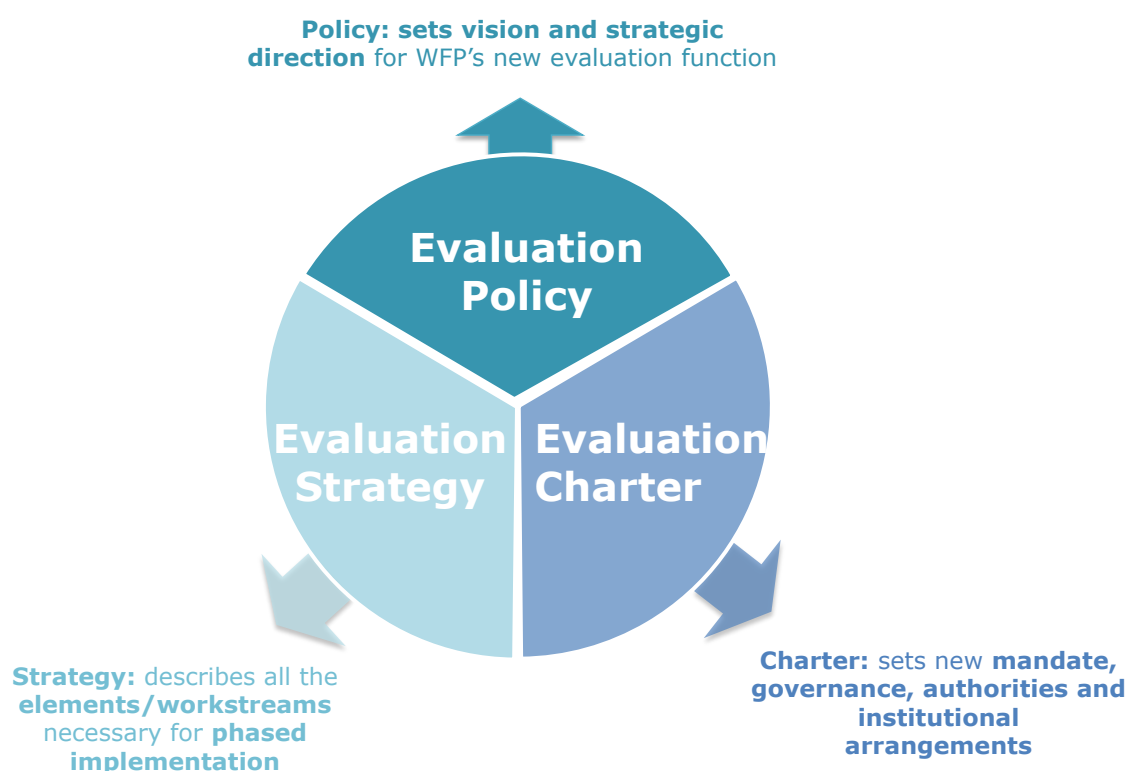 Policy: sets vision and strategic
direction for WFP's new evaluation function
Evaluation
Policy
Evaluation
Strategy
Evaluation
Charter
Strategy: describes all the
elements/workstreams
necessary for phased
implementation
Charter: sets new mandate,
governance, authorities and
institutional
arrangements